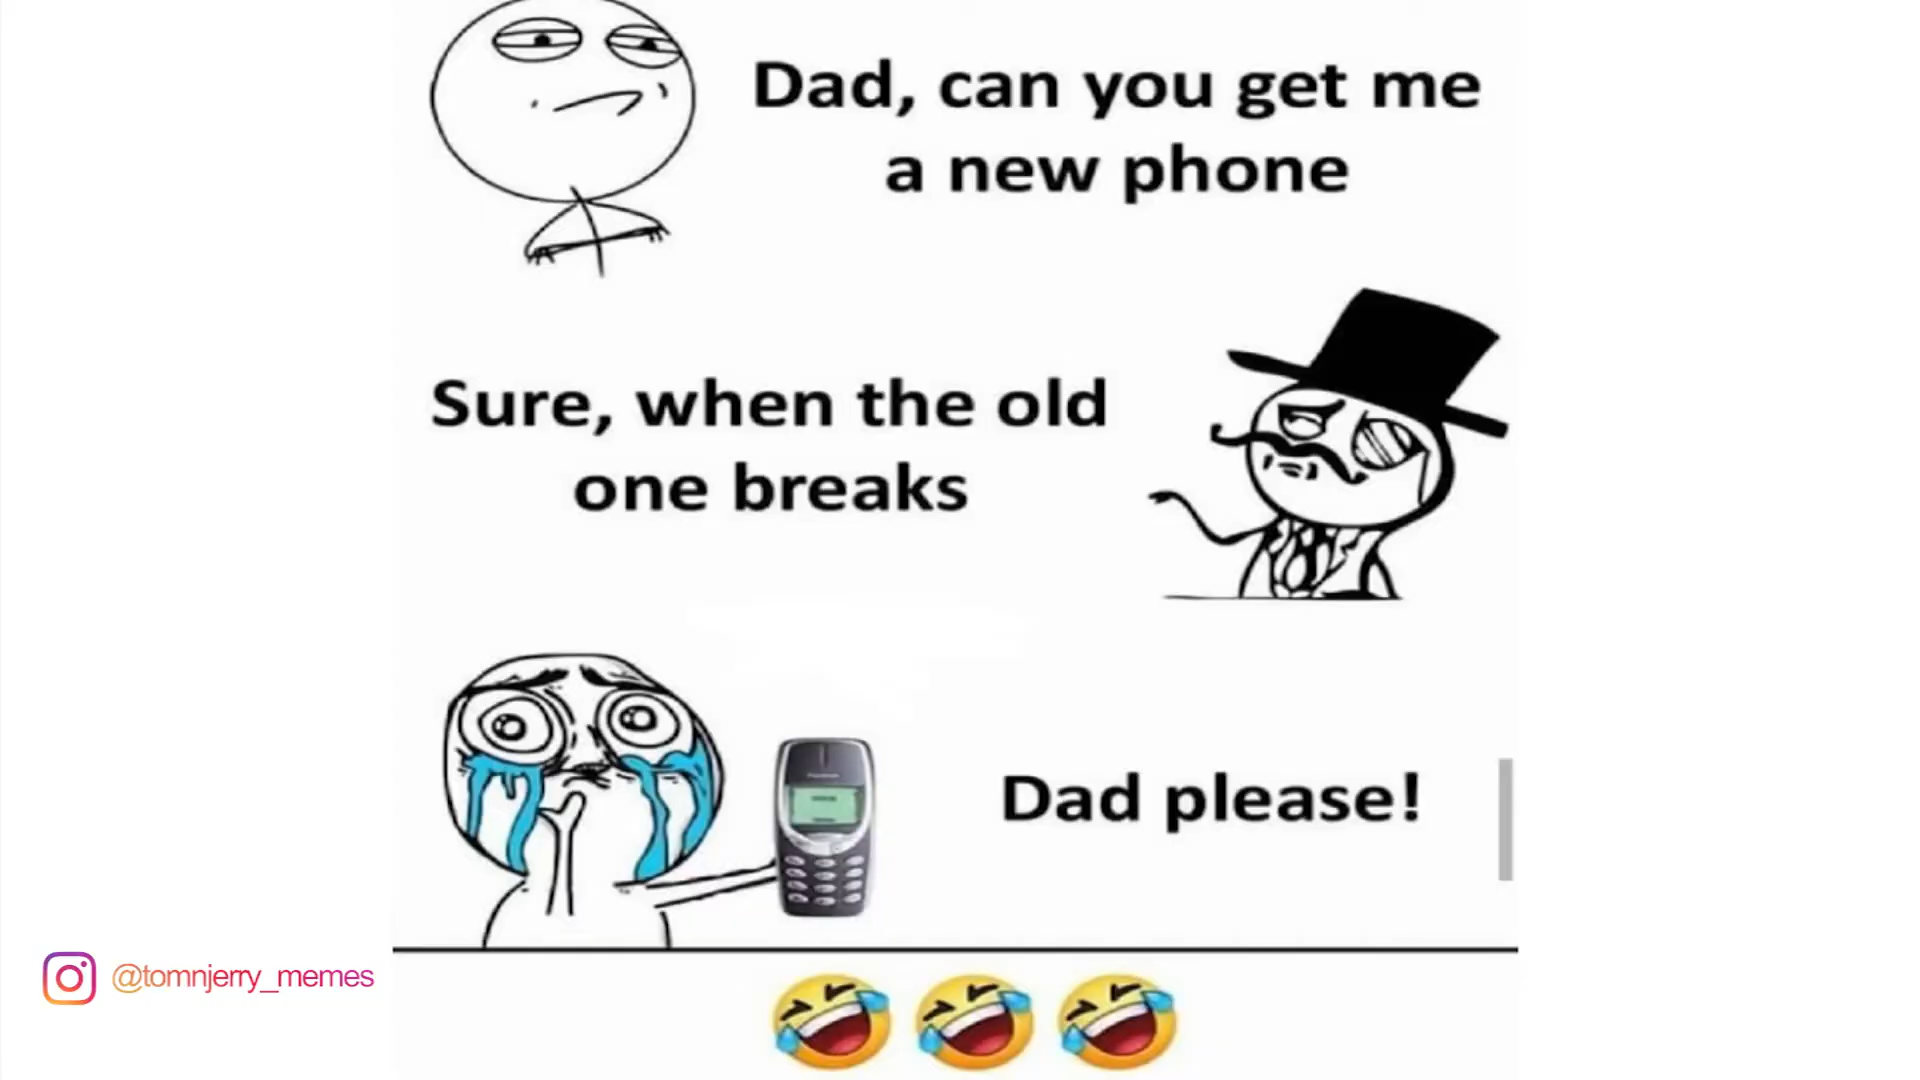 Dad, can you get me
a new phone
Sure, when the old
one breaks
Dad please!
@tomnjerry_memes